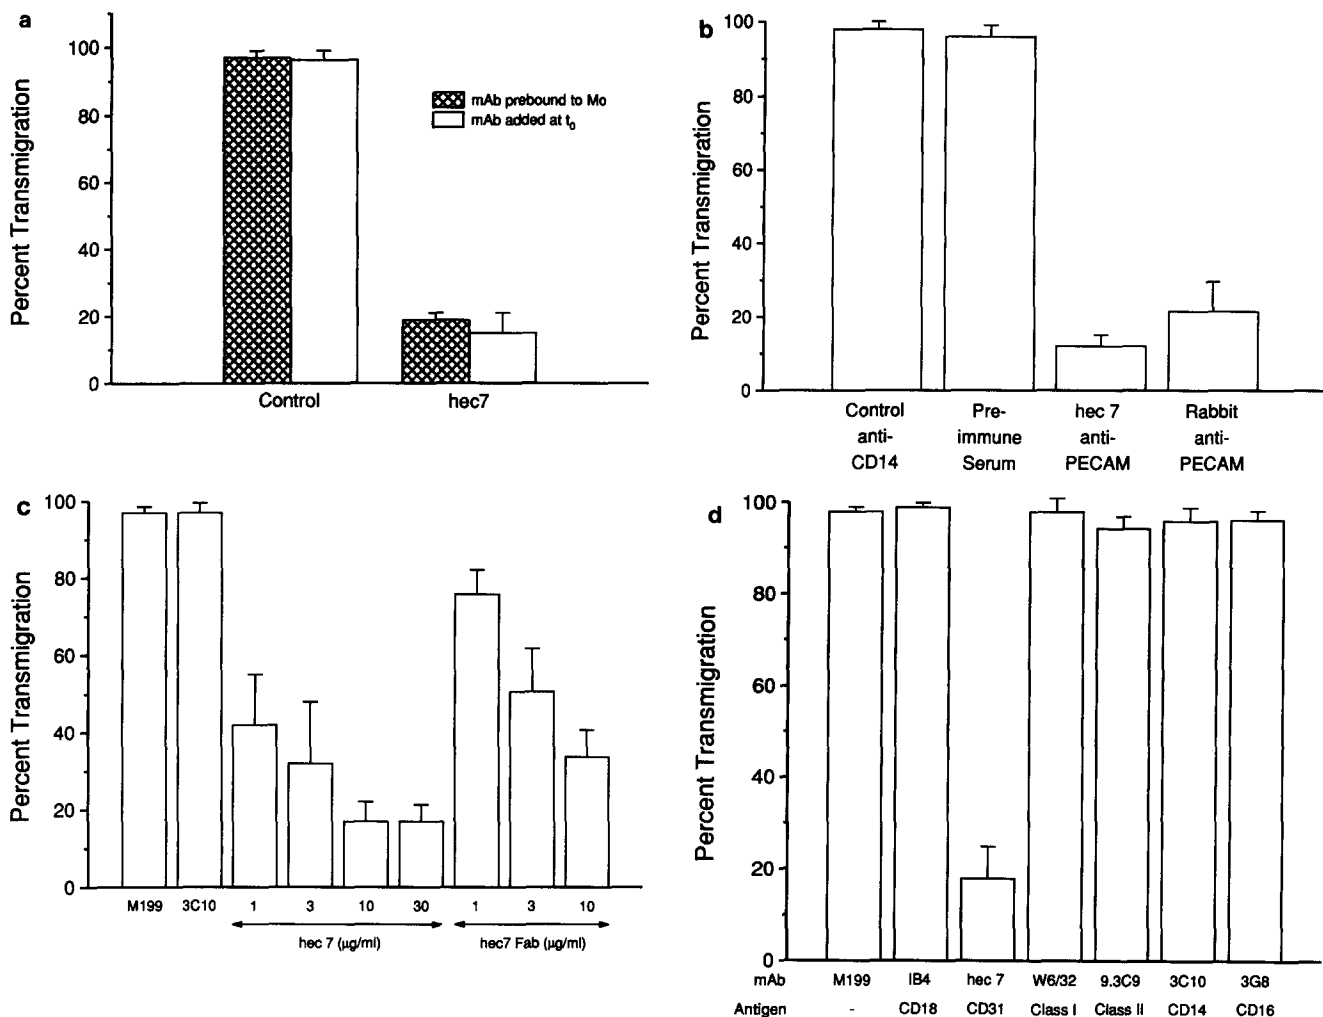 a
Percent Transmigration
100
80
60
40
20
0
mAb prebound to Mo
mAb added at t₀
Control
hec7
b
Percent Transmigration
100
80
60
40
20
0
Control anti-CD14
Pre-immune Serum
hec 7 anti-PECAM
Rabbit anti-PECAM
c
Percent Transmigration
100
80
60
40
20
0
M199 3C10 1 3 10 30 1 3 10
hec 7 (µg/ml) hec7 Fab (µg/ml)
d
Percent Transmigration
100
80
60
40
20
0
mAb M199 IB4 hec 7 W6/32 9.3C9 3C10 3G8
Antigen - CD18 CD31 Class I Class II CD14 CD16